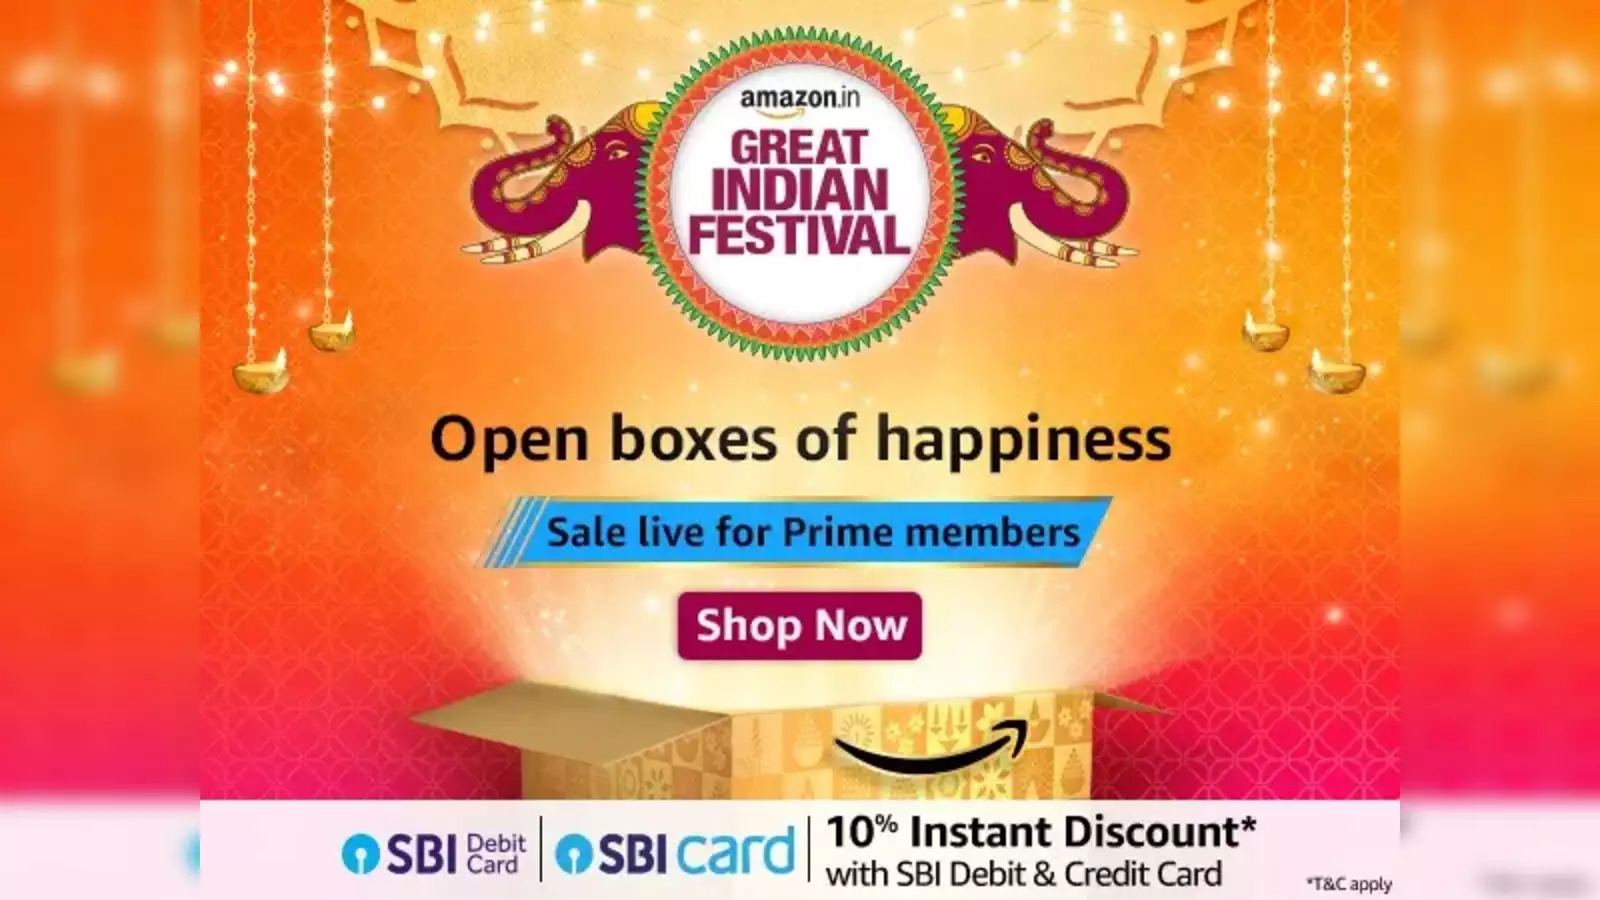 amazon.in
GREAT
INDIAN
FESTIVAL
Open boxes of happiness
Sale live for Prime members
Shop Now
SBI Debit Card
SBI card
10% Instant Discount*
with SBI Debit & Credit Card
*T&C apply